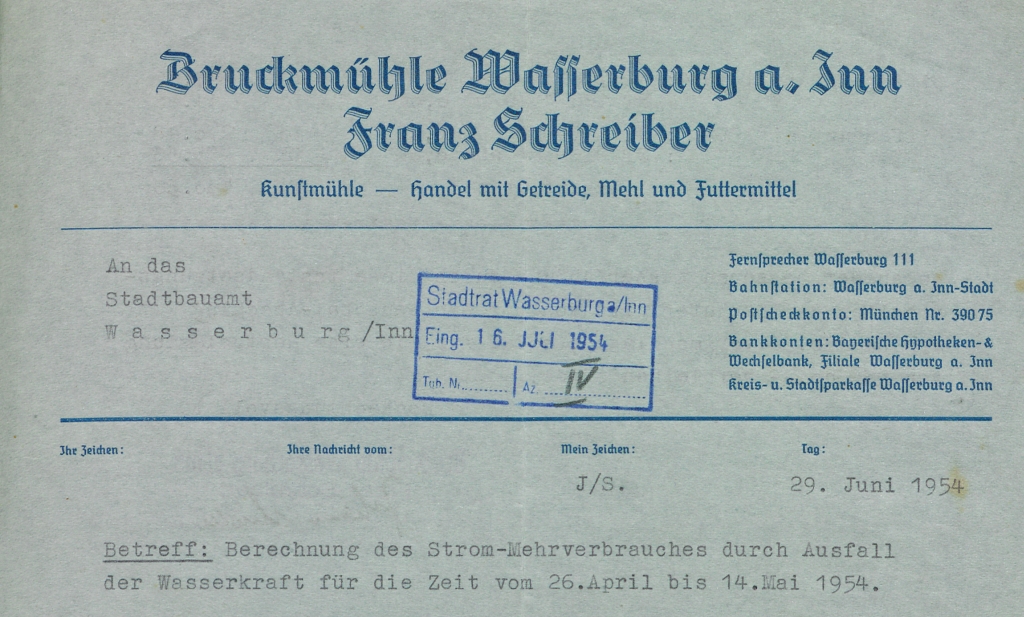 Bruckmühle Wasserburg a. Inn
Franz Schreiber
Kunstmühle — Handel mit Getreide, Mehl und Futtermittel
An das
Stadtbauamt
Wasserburg/Inn
Stadtrat Wasserburg a/Inn
Eing. 16. JULI 1954
Tgb. Nr. Az. IV
Fernsprecher Wasserburg 111
Bahnstation: Wasserburg a. Inn-Stadt
Postscheckkonto: München Nr. 39075
Bankkonten: Bayerische Hypotheken- &
Wechselbank, Filiale Wasserburg a. Inn
Kreis- u. Stadtsparkasse Wasserburg a. Inn
Ihr Zeichen: Ihre Nachricht vom: Mein Zeichen: Tag:
J/S. 29. Juni 1954
Betreff: Berechnung des Strom-Mehrverbrauches durch Ausfall
der Wasserkraft für die Zeit vom 26.April bis 14.Mai 1954.